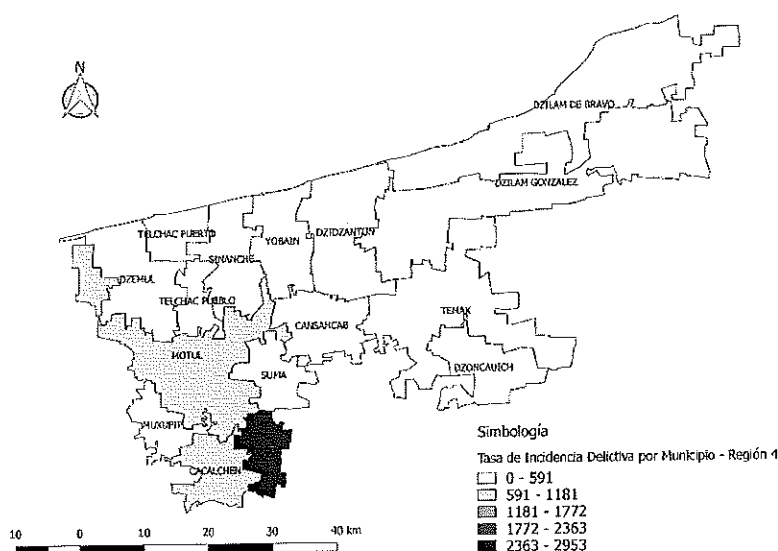 N
DZILAM DE BRAVO
DZILAM GONZALEZ
TELCHAC PUERTO
YOBAIN
DZIDZANTUN
SINANCHE
DZEMUL
TELCHAC PUEBLO
CANSAHCAB
TEMAX
MOTUL
DZONCAUICH
SUMA
MUXUPIP
CACALCHEN
Simbología
Tasa de Incidencia Delictiva por Municipio - Región 4
0 - 591
591 - 1181
1181 - 1772
1772 - 2363
2363 - 2953
10 0 10 20 30 40 km